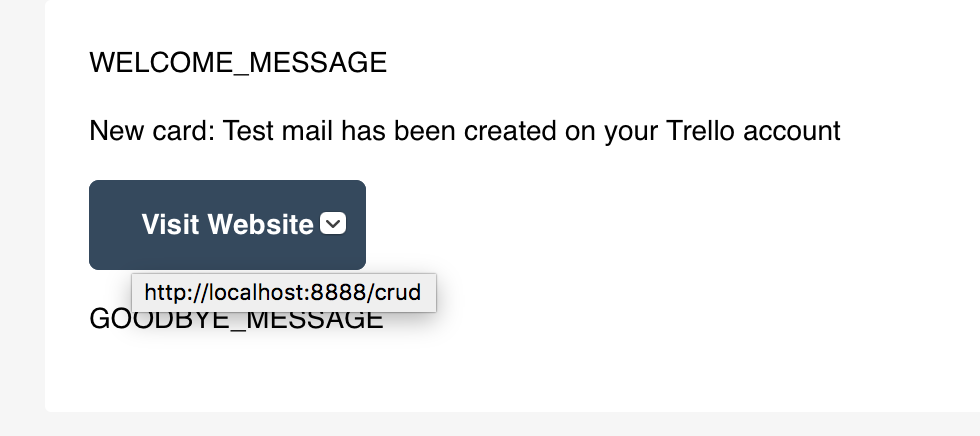 WELCOME_MESSAGE
New card: Test mail has been created on your Trello account
Visit Website
http://localhost:8888/crud
GOODBYE_MESSAGE